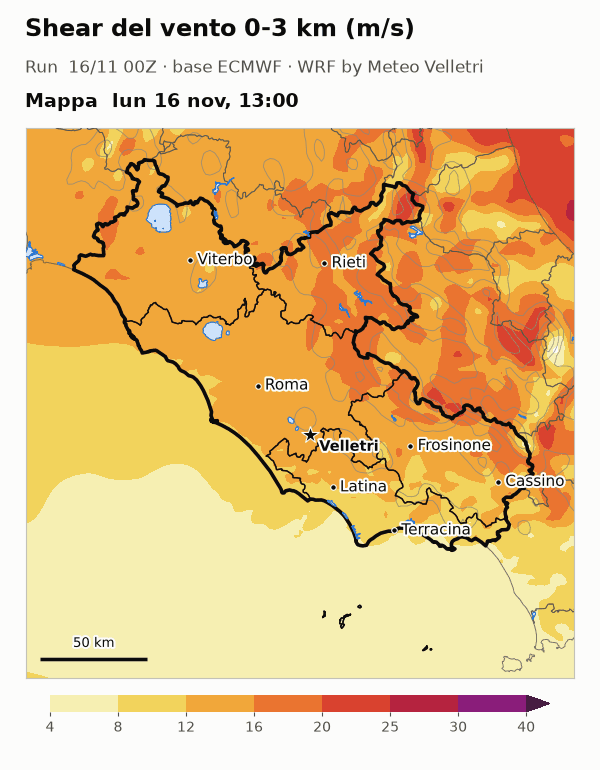 Shear del vento 0-3 km (m/s)
Run  16/11 00Z · base ECMWF · WRF by Meteo Velletri
Mappa  lun 16 nov, 13:00
Viterbo
Rieti
Roma
Velletri
Frosinone
Latina
Cassino
Terracina
50 km
4 8 12 16 20 25 30 40